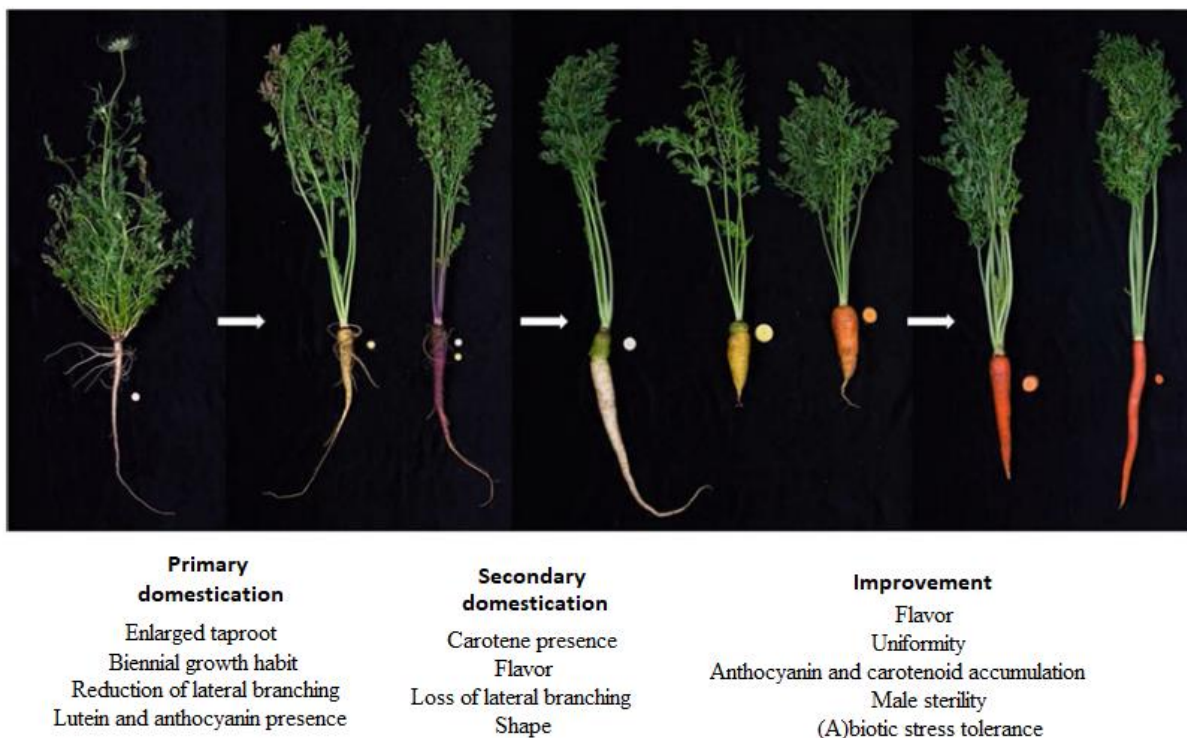 Primary
domestication
Enlarged taproot
Biennial growth habit
Reduction of lateral branching
Lutein and anthocyanin presence
Secondary
domestication
Carotene presence
Flavor
Loss of lateral branching
Shape
Improvement
Flavor
Uniformity
Anthocyanin and carotenoid accumulation
Male sterility
(A)biotic stress tolerance